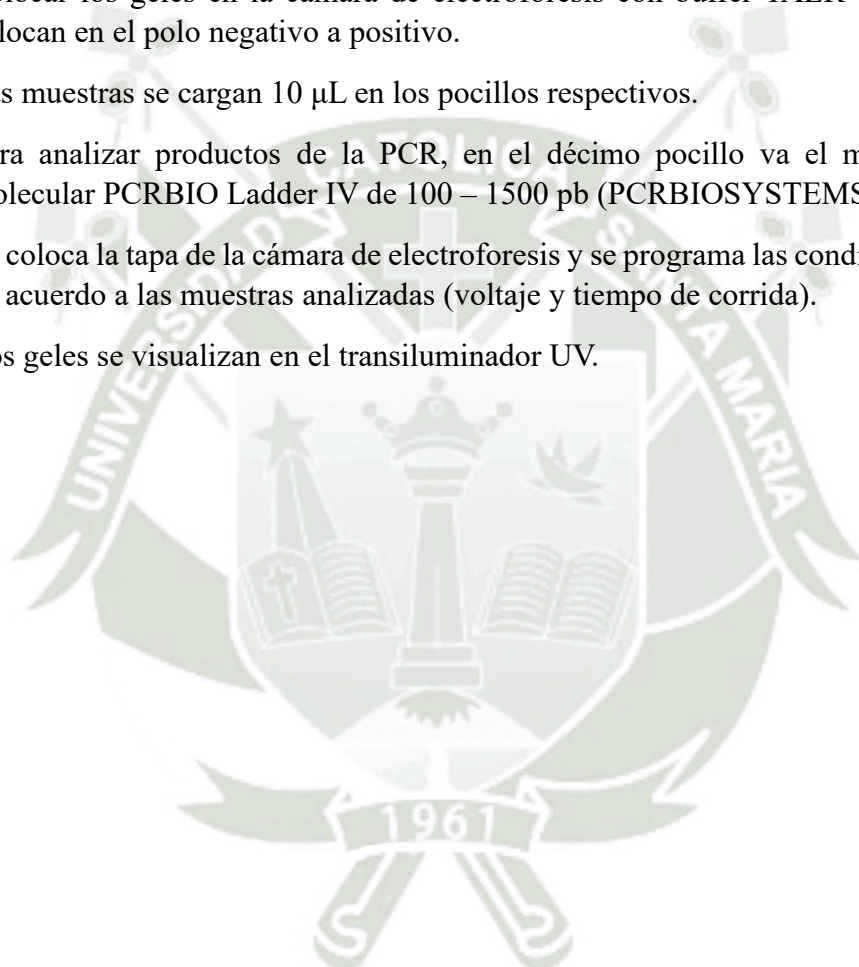 locar los geles en la cámara de electroforesis con buffer TAE
locan en el polo negativo a positivo.
s muestras se cargan 10 µL en los pocillos respectivos.
ra analizar productos de la PCR, en el décimo pocillo va el m
olecular PCRBIO Ladder IV de 100 – 1500 pb (PCRBIOSYSTEMS
coloca la tapa de la cámara de electroforesis y se programa las condi
acuerdo a las muestras analizadas (voltaje y tiempo de corrida).
os geles se visualizan en el transiluminador UV.
UNIVERSIDAD CATOLICA SANTA MARIA
1961